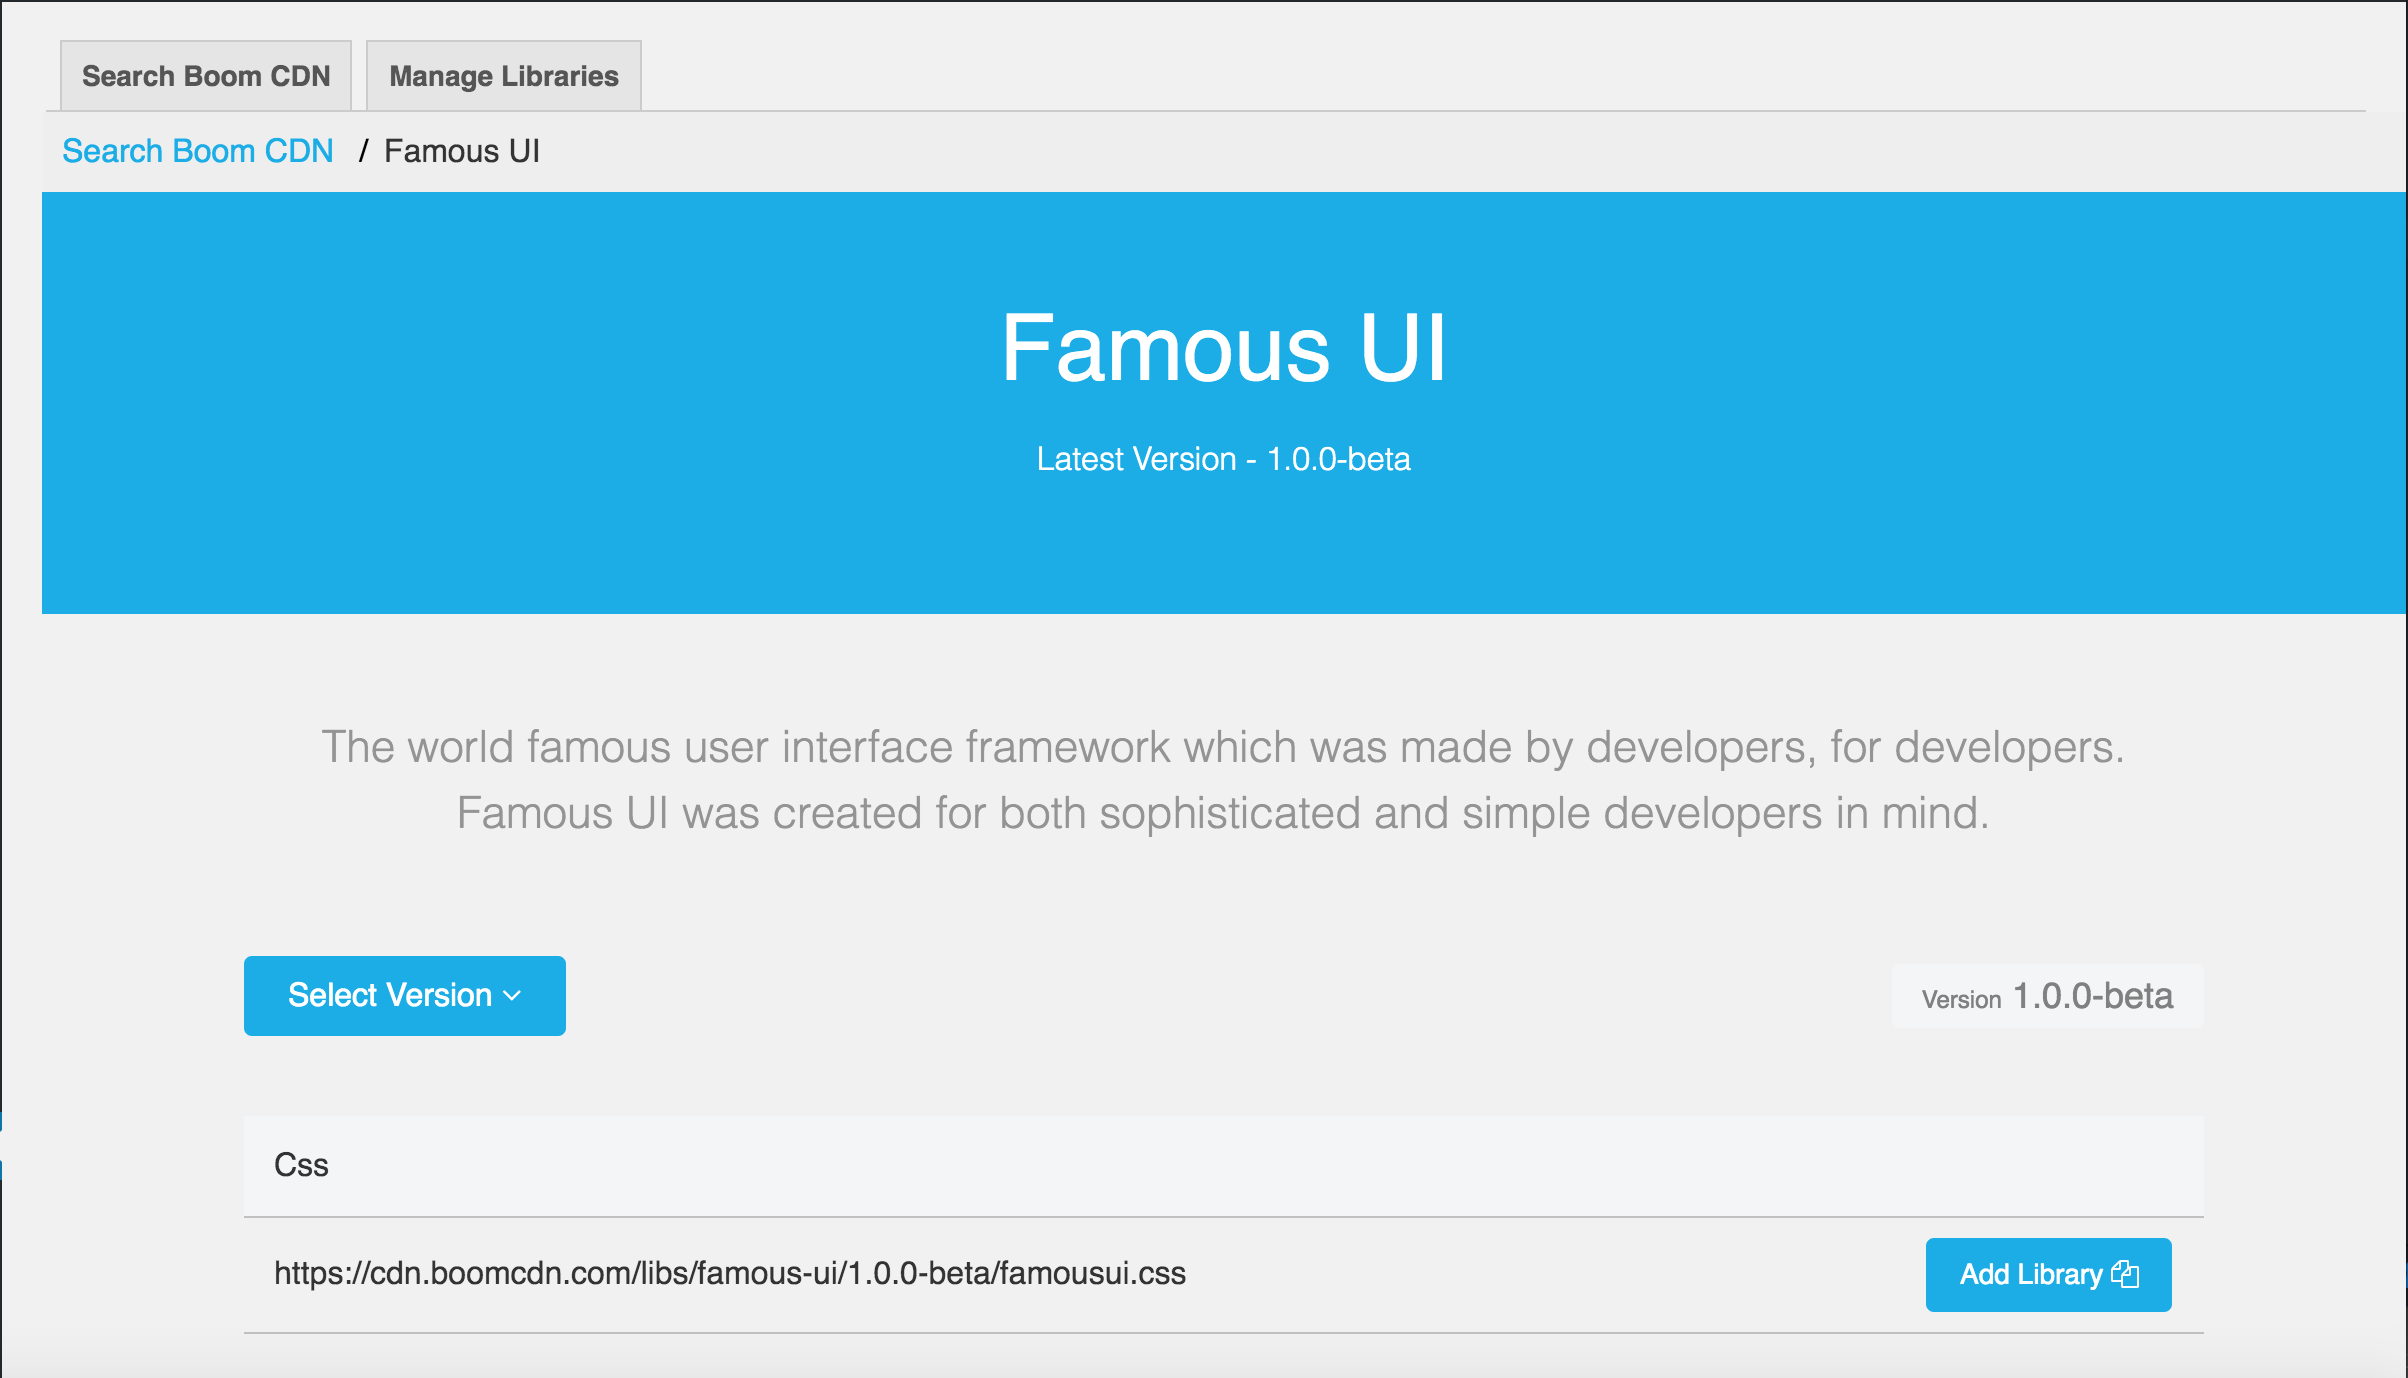 Search Boom CDN Manage Libraries
Search Boom CDN / Famous UI
Famous UI
Latest Version - 1.0.0-beta
The world famous user interface framework which was made by developers, for developers.
Famous UI was created for both sophisticated and simple developers in mind.
Select Version
Version 1.0.0-beta
Css
https://cdn.boomcdn.com/libs/famous-ui/1.0.0-beta/famousui.css
Add Library